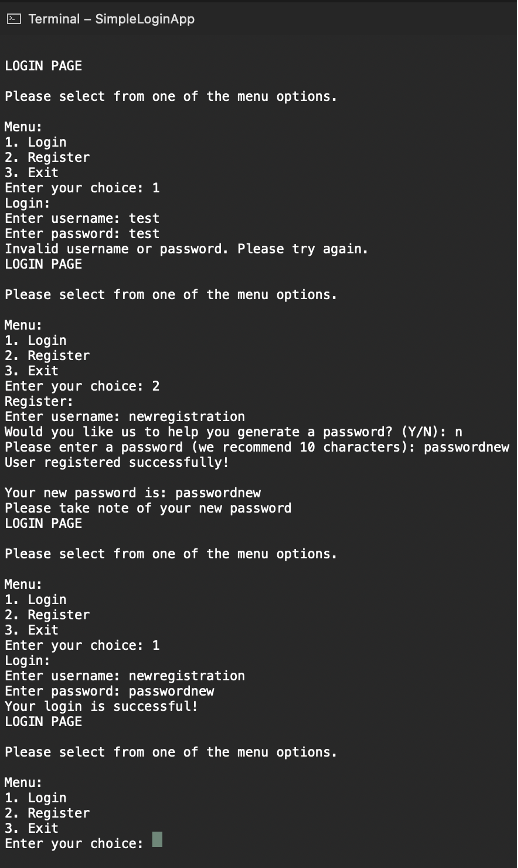 Terminal – SimpleLoginApp
LOGIN PAGE
Please select from one of the menu options.
Menu:
1. Login
2. Register
3. Exit
Enter your choice: 1
Login:
Enter username: test
Enter password: test
Invalid username or password. Please try again.
LOGIN PAGE
Please select from one of the menu options.
Menu:
1. Login
2. Register
3. Exit
Enter your choice: 2
Register:
Enter username: newregistration
Would you like us to help you generate a password? (Y/N): n
Please enter a password (we recommend 10 characters): passwordnew
User registered successfully!
Your new password is: passwordnew
Please take note of your new password
LOGIN PAGE
Please select from one of the menu options.
Menu:
1. Login
2. Register
3. Exit
Enter your choice: 1
Login:
Enter username: newregistration
Enter password: passwordnew
Your login is successful!
LOGIN PAGE
Please select from one of the menu options.
Menu:
1. Login
2. Register
3. Exit
Enter your choice: